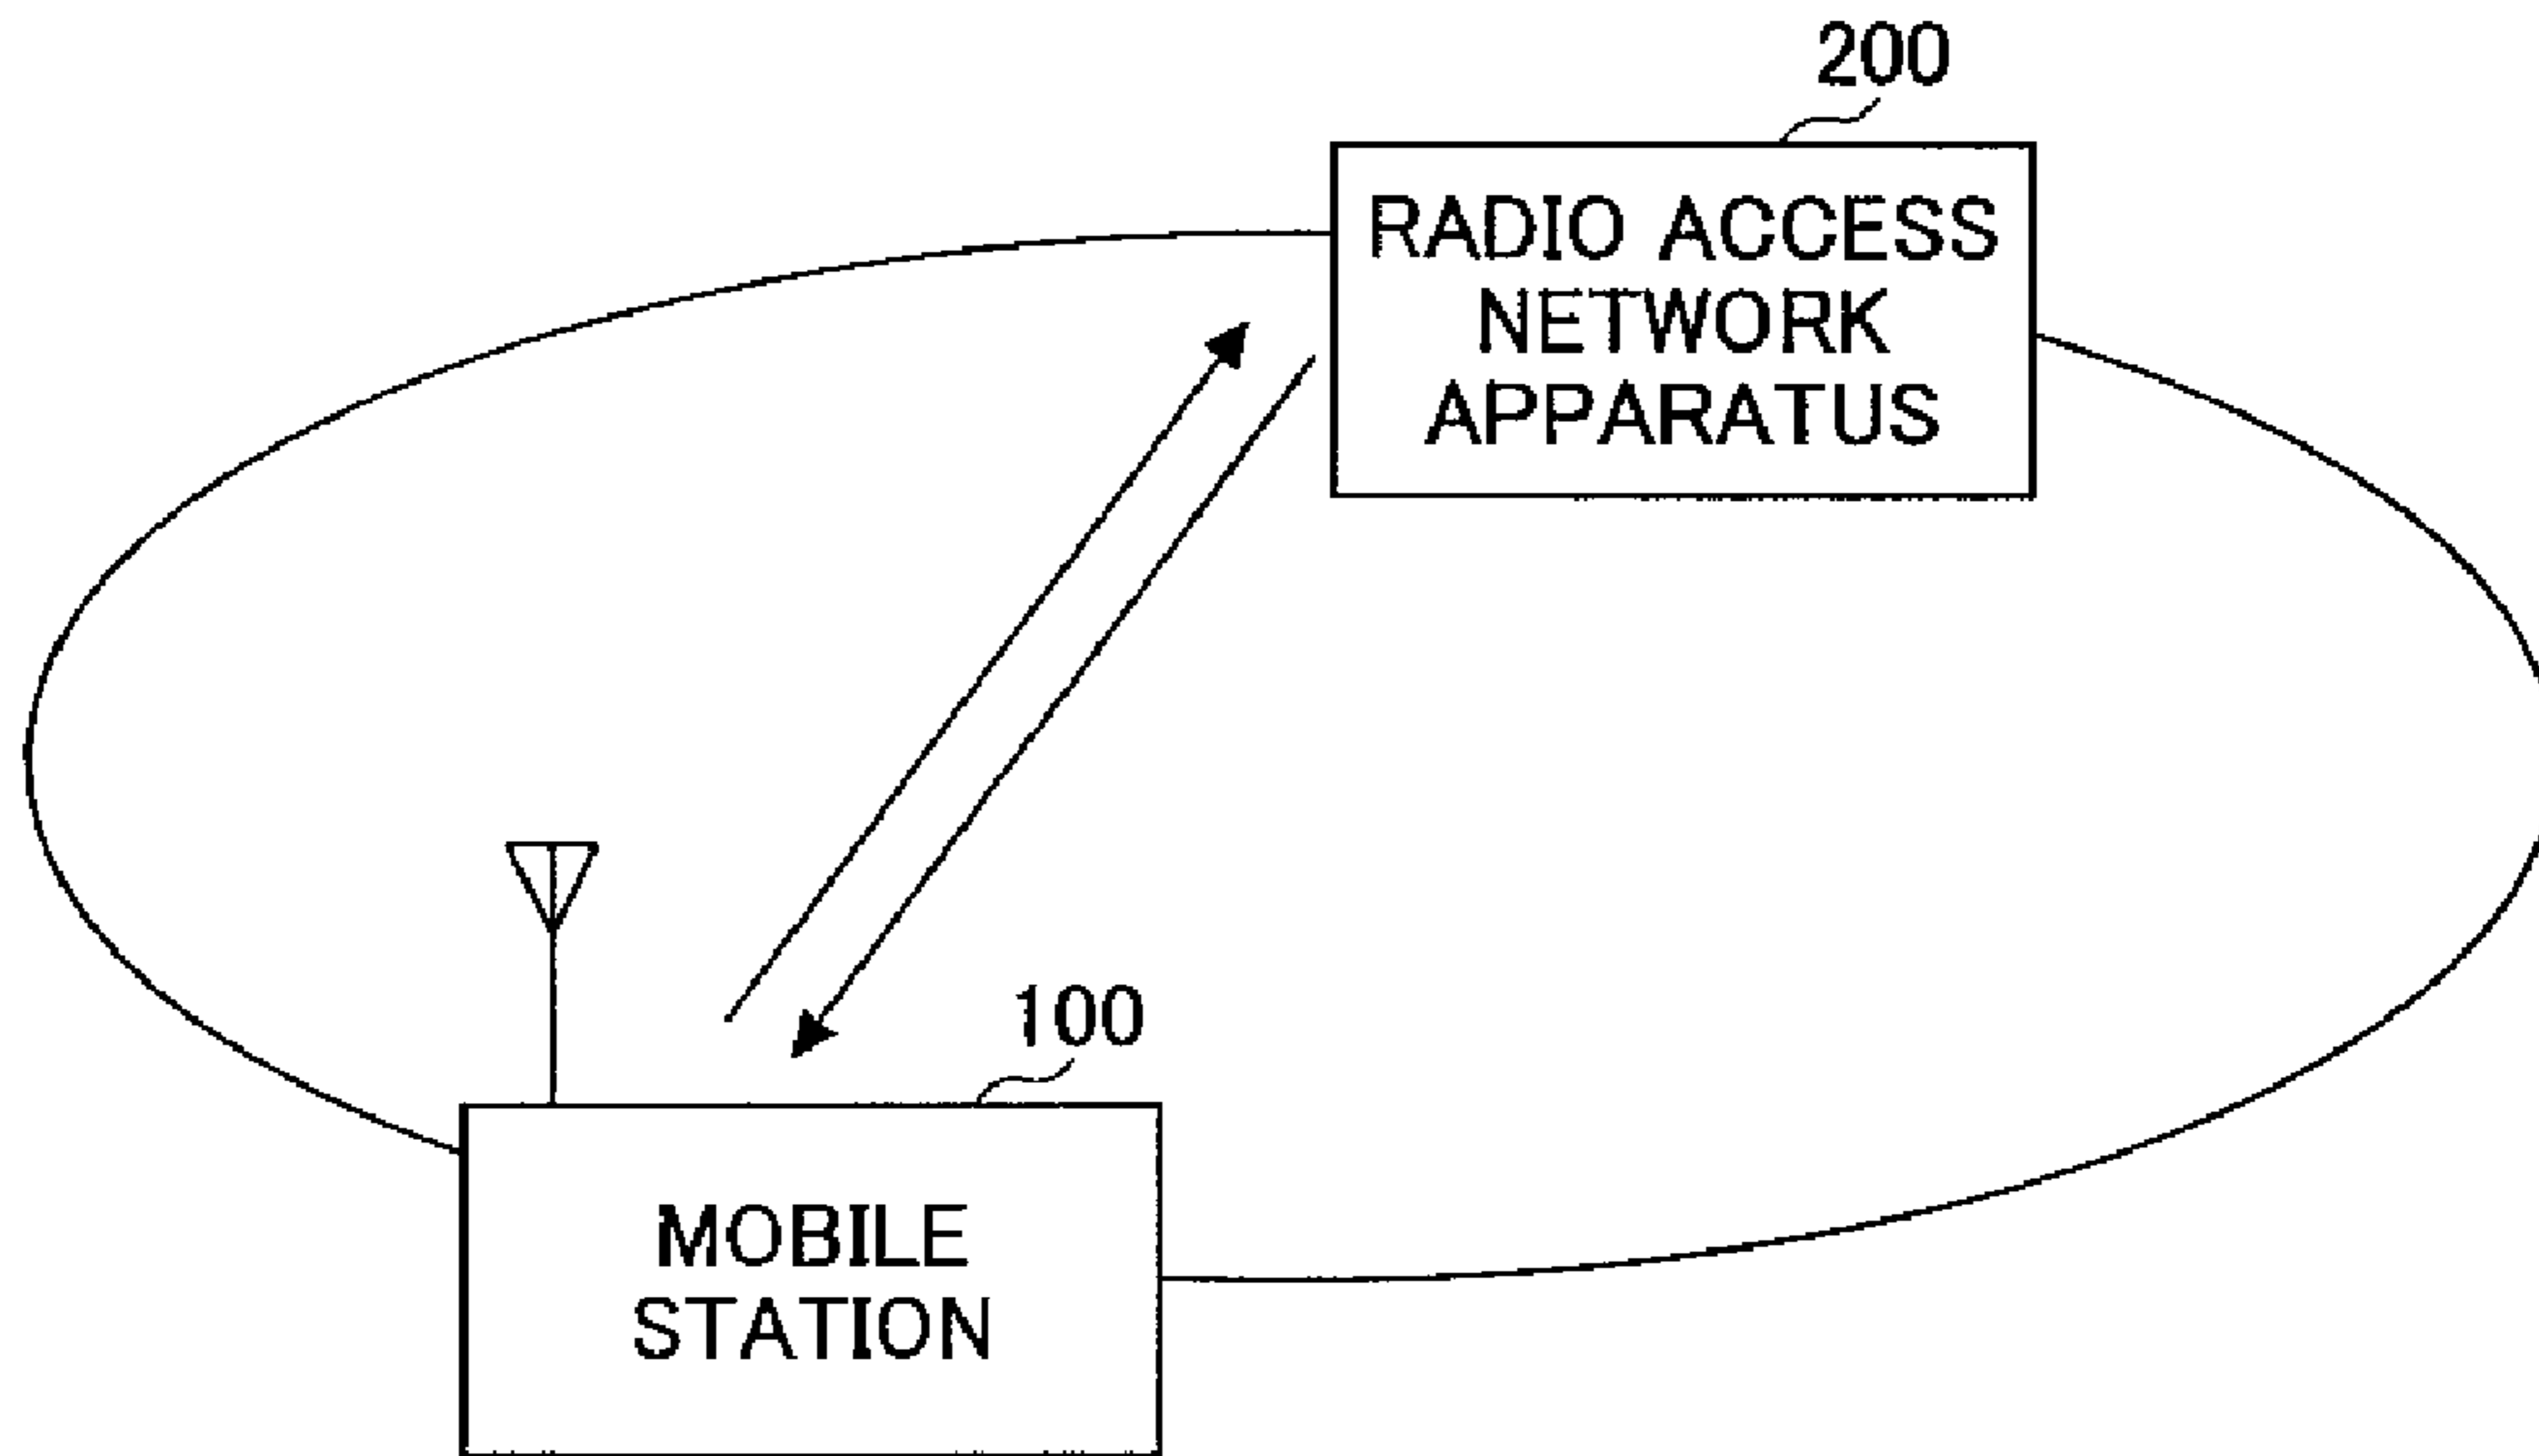 200
RADIO ACCESS
NETWORK
APPARATUS
100
MOBILE
STATION